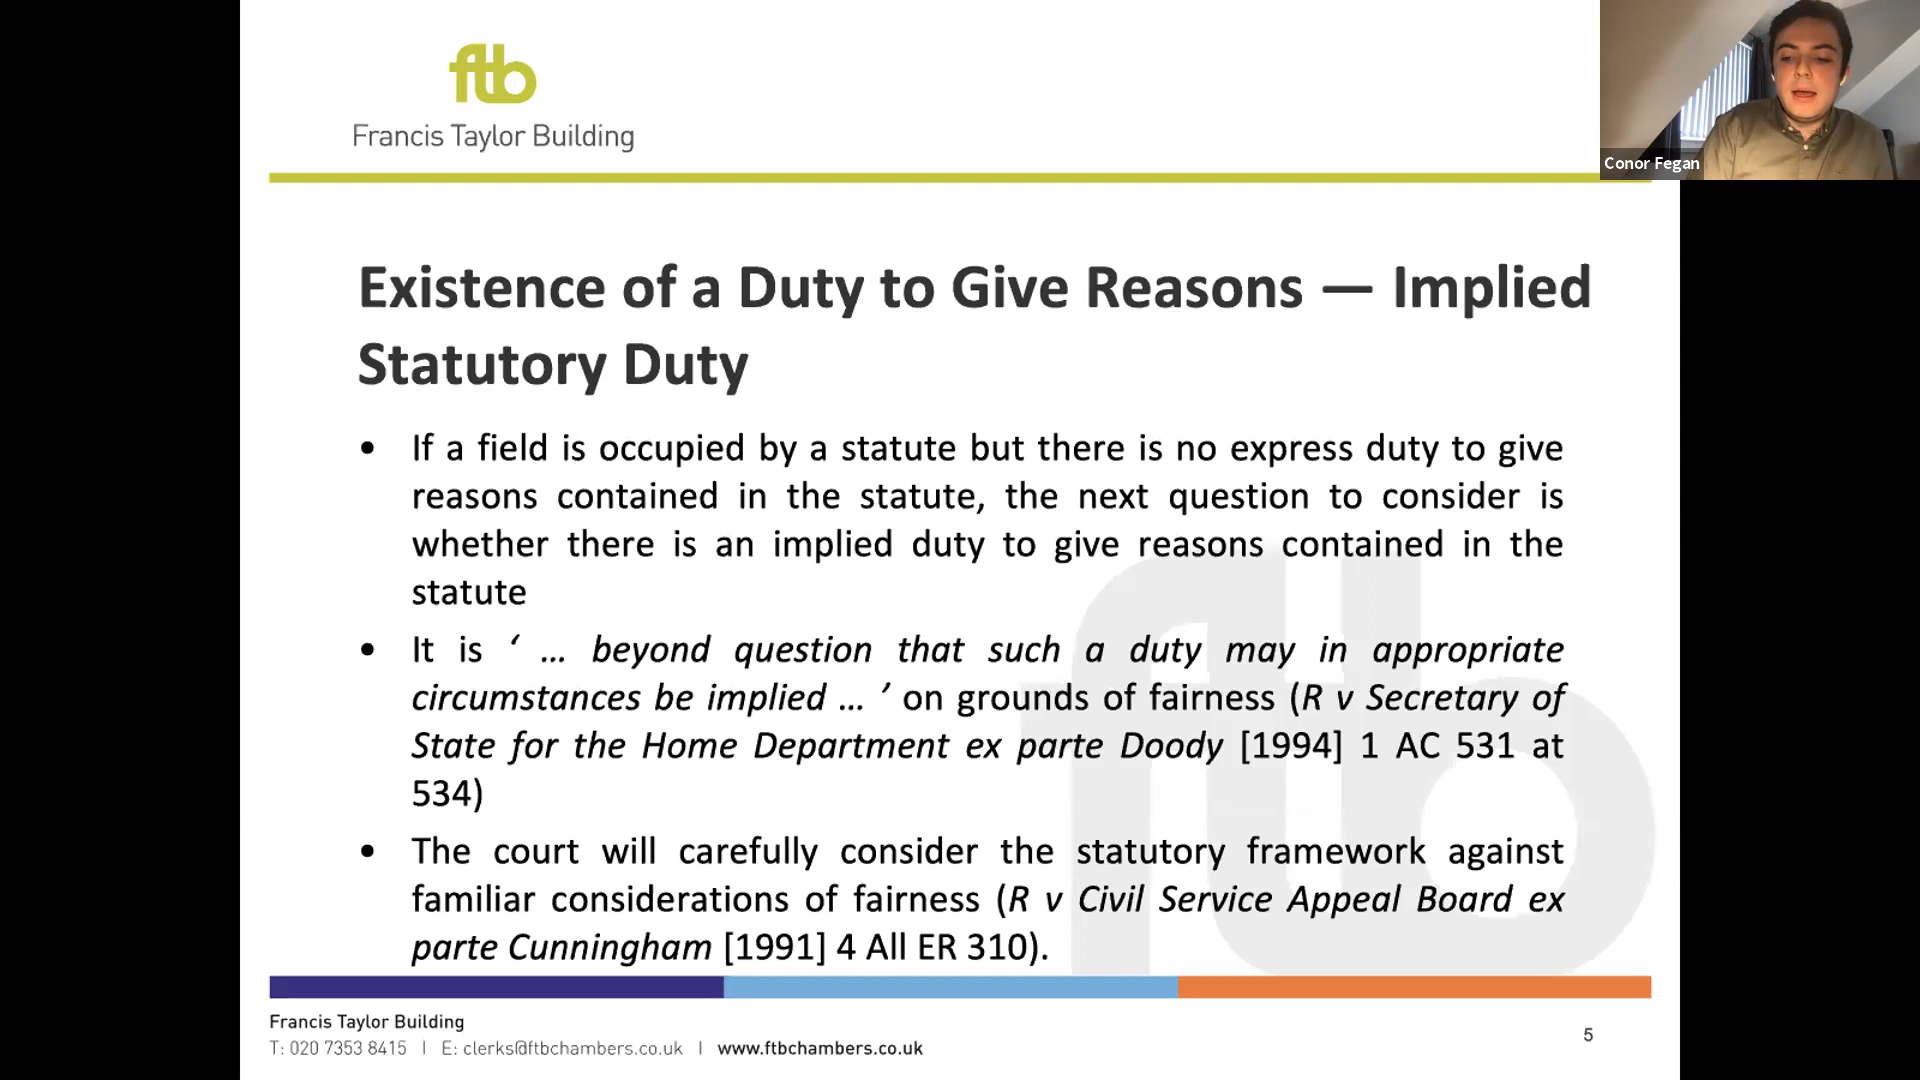 ftb
Francis Taylor Building
Conor Fegan
Existence of a Duty to Give Reasons — Implied
Statutory Duty
• If a field is occupied by a statute but there is no express duty to give
reasons contained in the statute, the next question to consider is
whether there is an implied duty to give reasons contained in the
statute
• It is ‘ … beyond question that such a duty may in appropriate
circumstances be implied … ’ on grounds of fairness (R v Secretary of
State for the Home Department ex parte Doody [1994] 1 AC 531 at
534)
• The court will carefully consider the statutory framework against
familiar considerations of fairness (R v Civil Service Appeal Board ex
parte Cunningham [1991] 4 All ER 310).
ftb
Francis Taylor Building
T: 020 7353 8415 | E: clerks@ftbchambers.co.uk | www.ftbchambers.co.uk
5